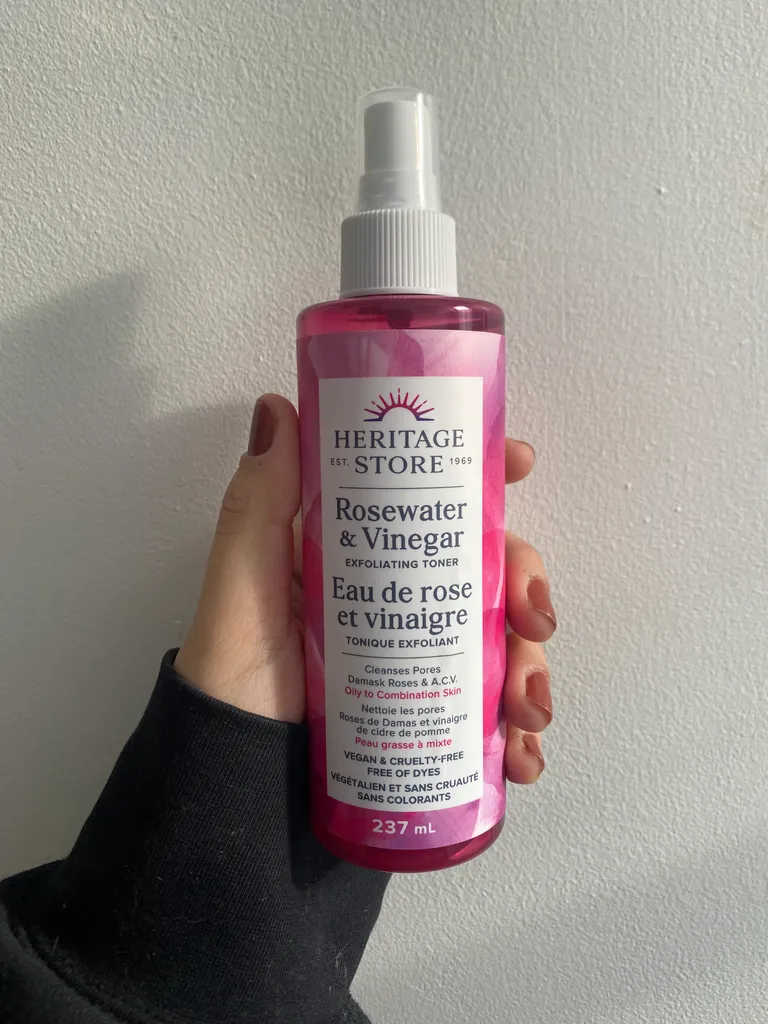 HERITAGE
EST. STORE 1969
Rosewater
& Vinegar
EXFOLIATING TONER
Eau de rose
et vinaigre
TONIQUE EXFOLIANT
Cleanses Pores
Damask Roses & A.C.V.
Oily to Combination Skin
Nettoie les pores
Roses de Damas et vinaigre
de cidre de pomme
Peau grasse à mixte
VEGAN & CRUELTY-FREE
FREE OF DYES
VÉGÉTALIEN ET SANS CRUAUTÉ
SANS COLORANTS
237 mL